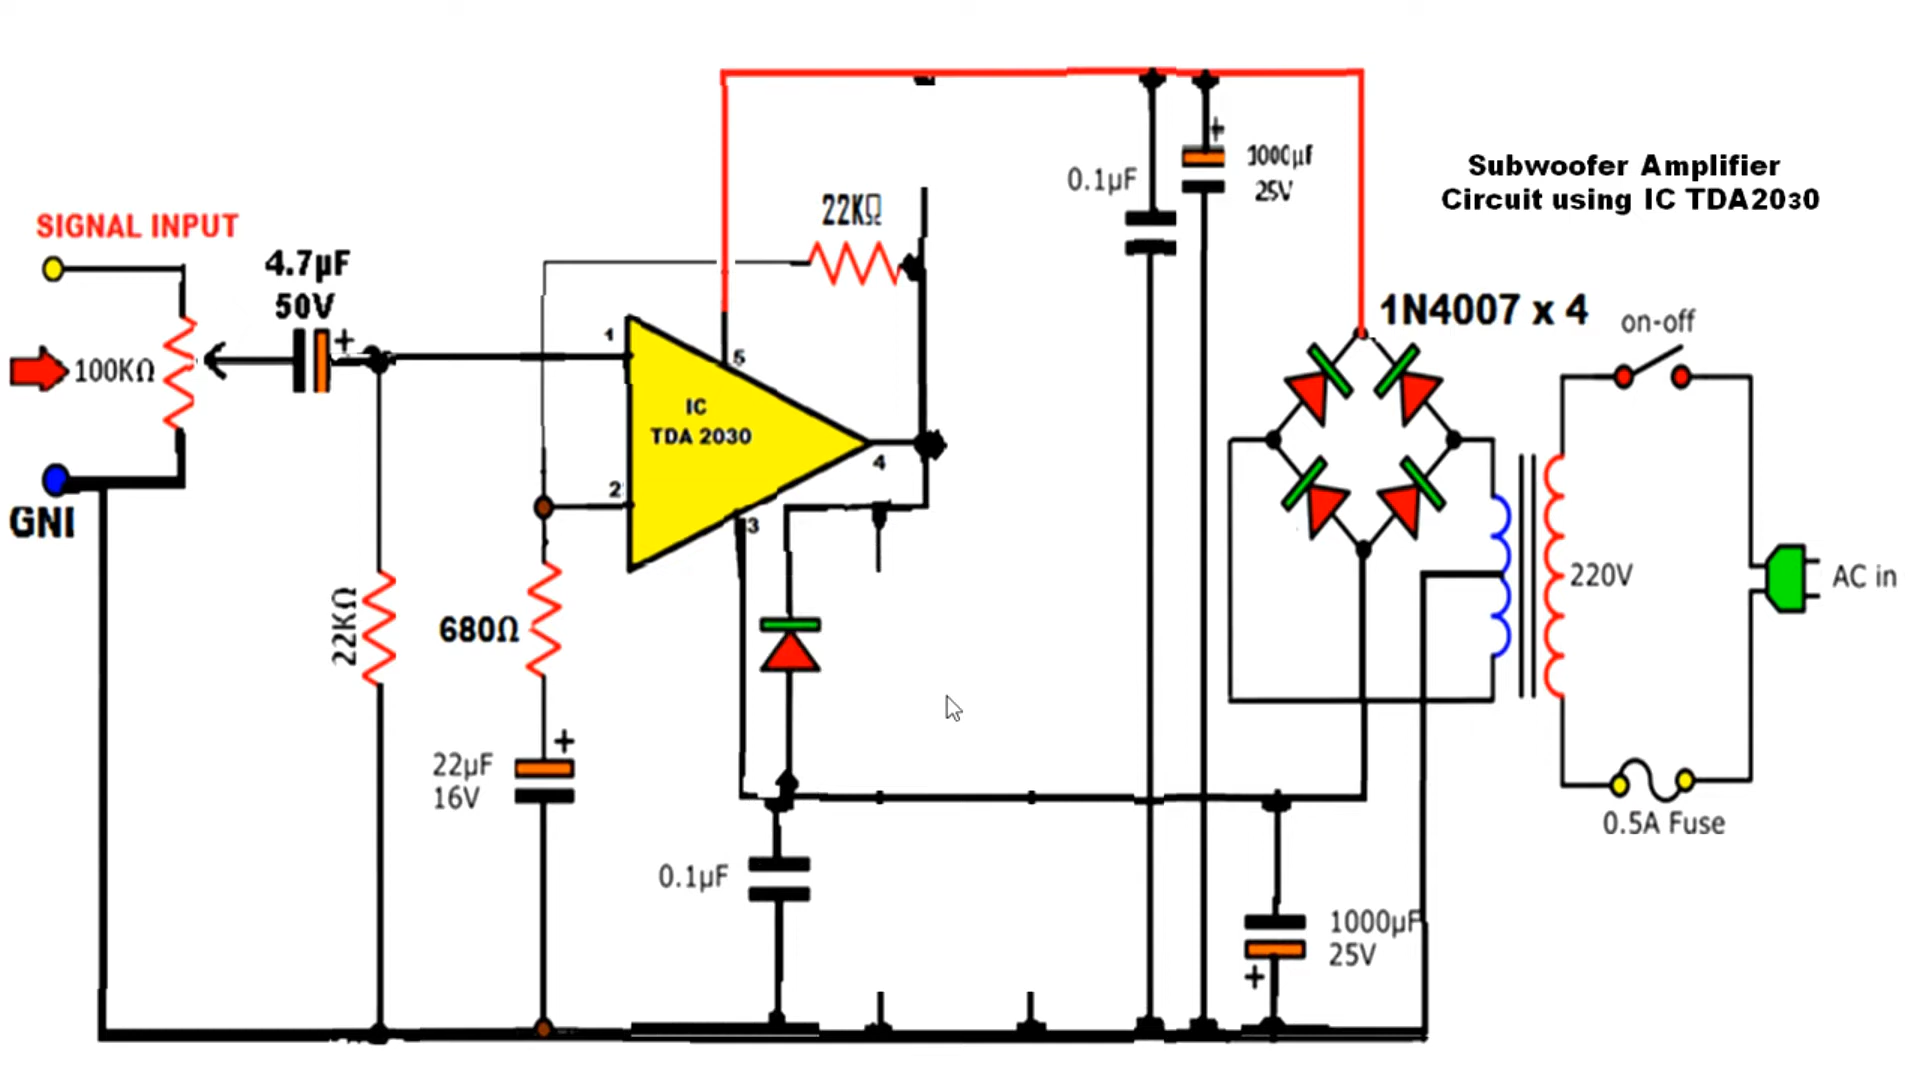 Subwoofer Amplifier
Circuit using IC TDA2030
SIGNAL INPUT
4.7µF
50V
+
100KΩ
GNI
22KΩ
22KΩ
680Ω
+
22µF
16V
1
2
3
4
5
IC
TDA 2030
0.1µF
0.1µF
+
1000µf
25V
1N4007 x 4
on-off
220V
AC in
0.5A Fuse
1000µF
25V
+